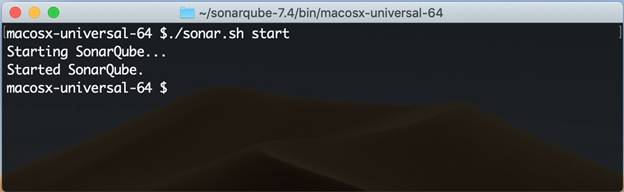 ~/sonarqube-7.4/bin/macosx-universal-64
[macosx-universal-64 $./sonar.sh start ]
Starting SonarQube...
Started SonarQube.
macosx-universal-64 $